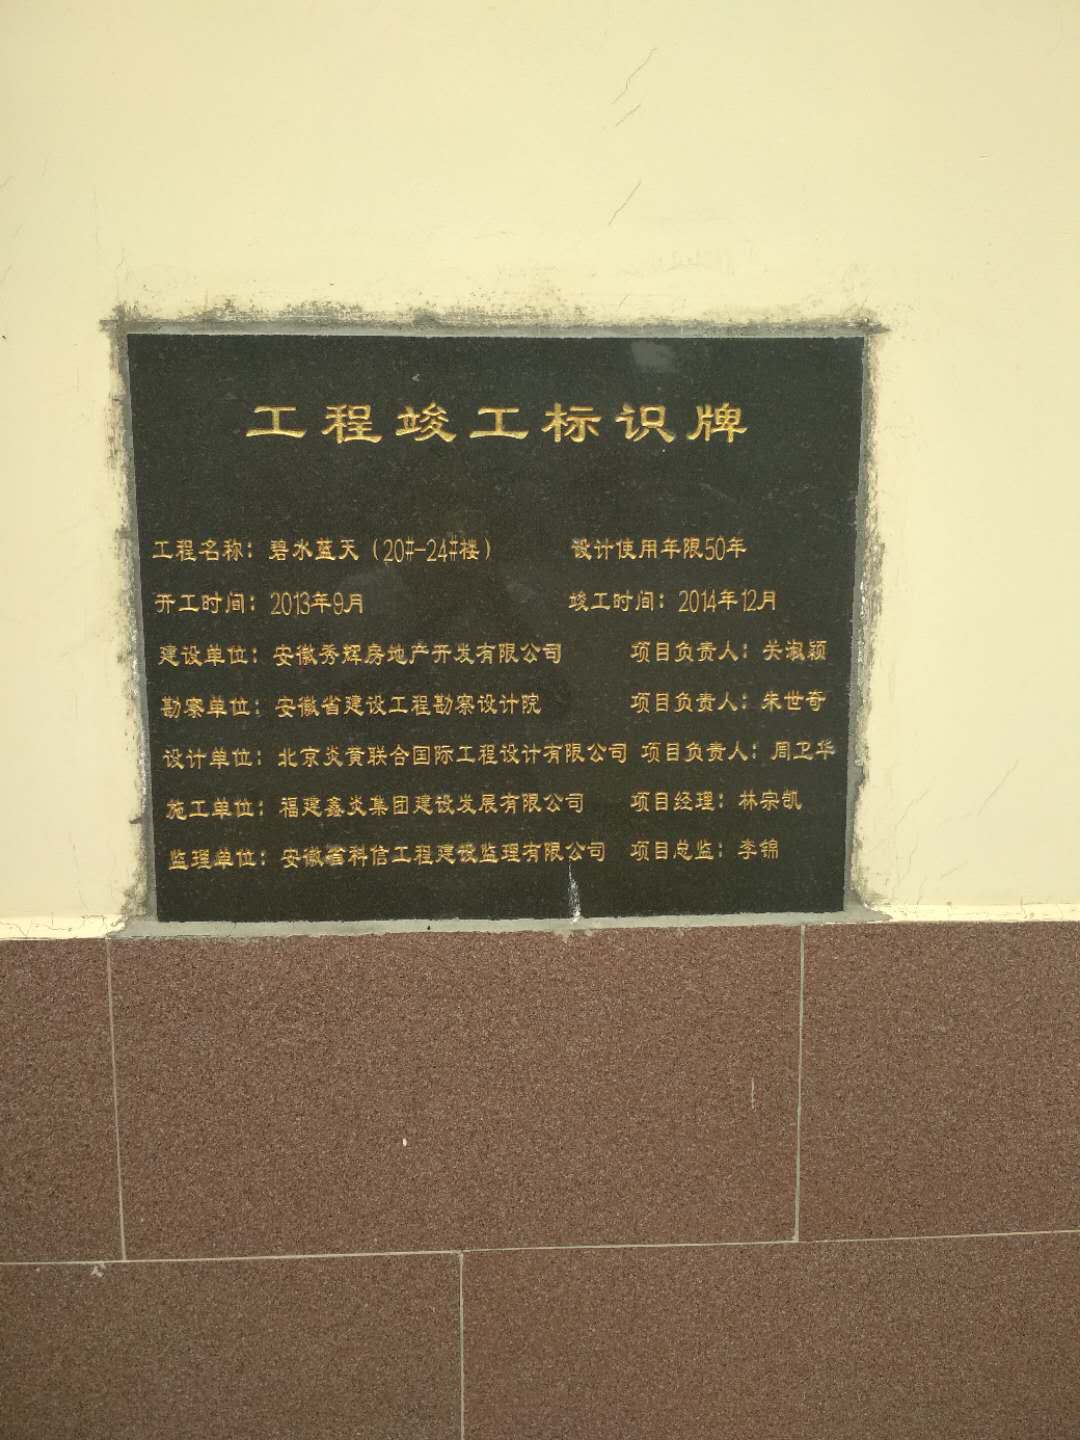 工程竣工标识牌
工程名称：碧水蓝天（20#-24#楼） 设计使用年限50年
开工时间：2013年9月 竣工时间：2014年12月
建设单位：安徽秀辉房地产开发有限公司 项目负责人：关淑颖
勘察单位：安徽省建设工程勘察设计院 项目负责人：朱世奇
设计单位：北京炎黄联合国际工程设计有限公司 项目负责人：周卫华
施工单位：福建鑫炎集团建设发展有限公司 项目经理：林宗凯
监理单位：安徽省科信工程建设监理有限公司 项目总监：李锦